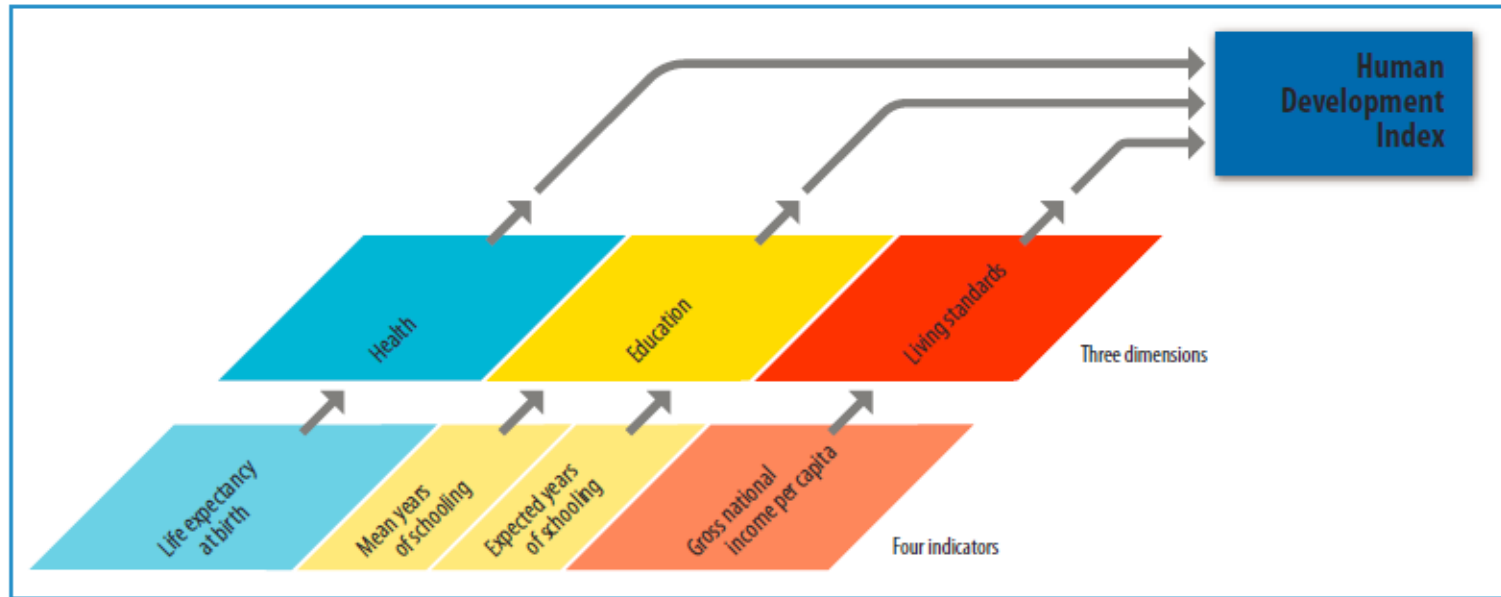 Human
Development
Index
Health
Education
Living standards
Three dimensions
Life expectancy
at birth
Mean years
of schooling
Expected years
of schooling
Gross national
income per capita
Four indicators